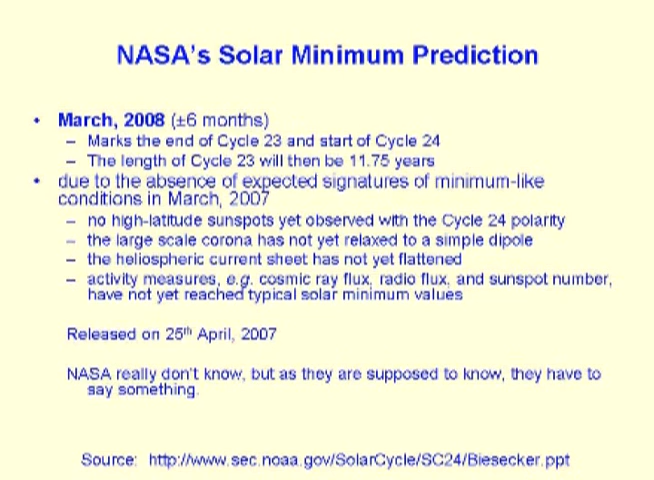 NASA's Solar Minimum Prediction
• March, 2008 (±6 months)
– Marks the end of Cycle 23 and start of Cycle 24
– The length of Cycle 23 will then be 11.75 years
• due to the absence of expected signatures of minimum-like
conditions in March, 2007
– no high-latitude sunspots yet observed with the Cycle 24 polarity
– the large scale corona has not yet relaxed to a simple dipole
– the heliospheric current sheet has not yet flattened
– activity measures, e.g. cosmic ray flux, radio flux, and sunspot number,
have not yet reached typical solar minimum values
Released on 25th April, 2007
NASA really don't know, but as they are supposed to know, they have to
say something.
Source: http://www.sec.noaa.gov/SolarCycle/SC24/Biesecker.ppt